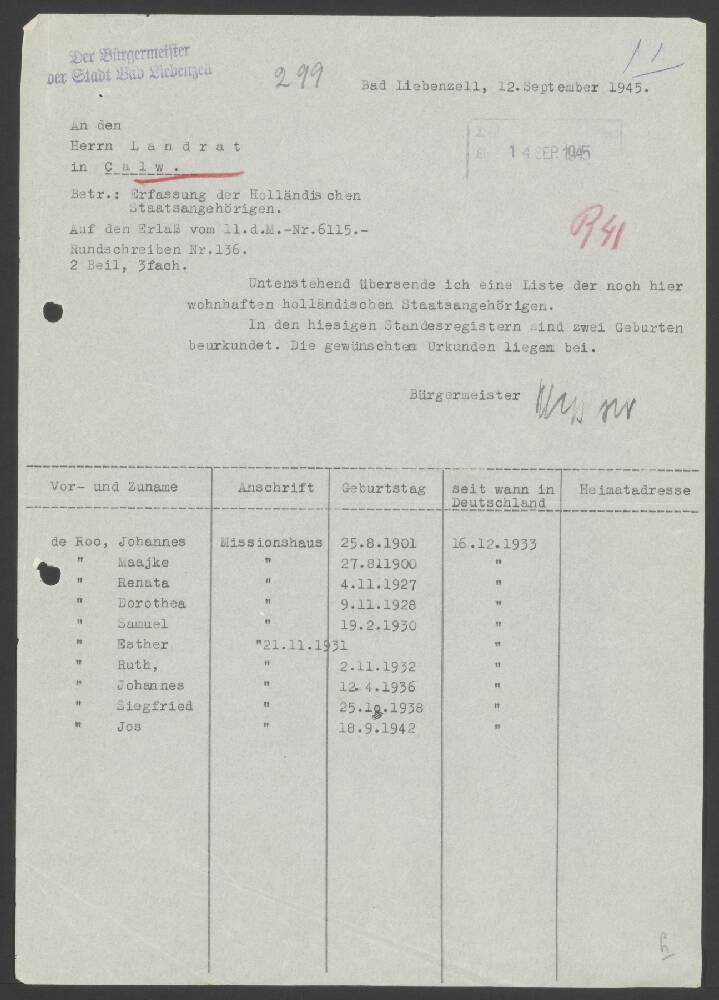 Der Bürgermeister
der Stadt Bad Liebenzell
299
11
Bad Liebenzell, 12.September 1945.
An den
Herrn L a n d r a t
in C a l w .
14 SEP. 1945
Betr.: Erfassung der Holländischen
Staatsangehörigen.
Auf den Erlaß vom 11.d.M.-Nr.6115.-
R 41
Rundschreiben Nr.136.
2 Beil, 3fach.
Untenstehend übersende ich eine Liste der noch hier
wohnhaften holländischen Staatsangehörigen.
In den hiesigen Standesregistern sind zwei Geburten
beurkundet. Die gewünschten Urkunden liegen bei.
Bürgermeister
Vor- und Zuname Anschrift Geburtstag seit wann in Deutschland Heimatadresse
de Roo, Johannes Missionshaus 25.8.1901 16.12.1933
" Maajke " 27.811900 "
" Renata " 4.11.1927 "
" Dorothea " 9.11.1928 "
" Samuel " 19.2.1930 "
" Esther "21.11.1931 "
" Ruth, " 2.11.1932 "
" Johannes " 12.4.1936 "
" Siegfried " 25.10.1938 "
" Jos " 18.9.1942 "